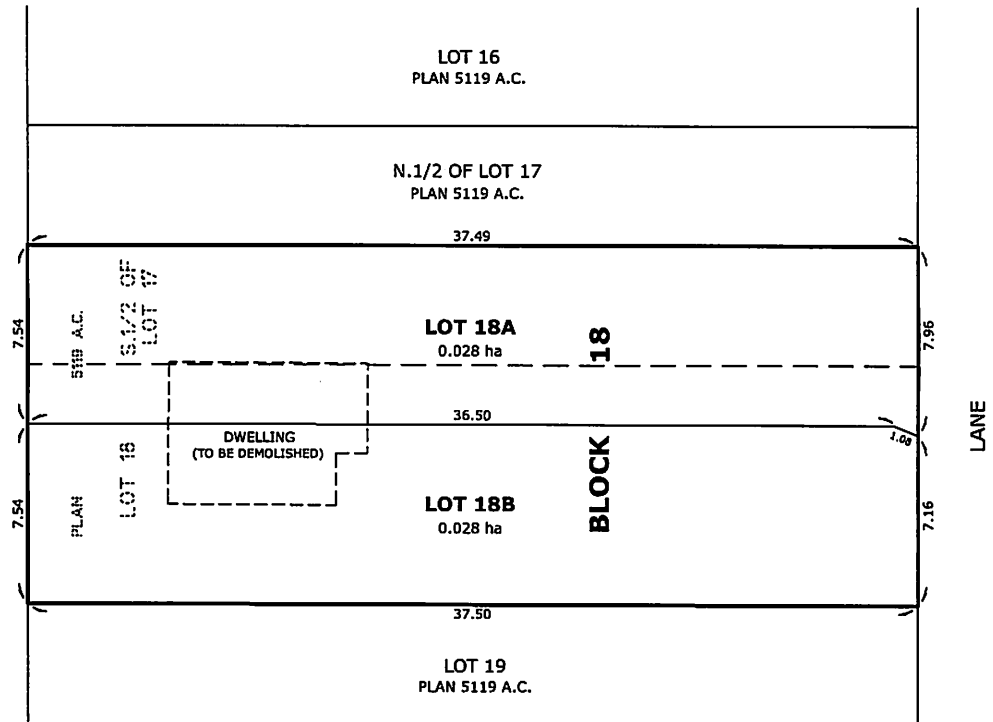 LOT 16
PLAN 5119 A.C.
N.1/2 OF LOT 17
PLAN 5119 A.C.
37.49
7.54
5119 A.C.
S.1/2 OF
LOT 17
LOT 18A
0.028 ha
18
7.96
36.50
1.08
LANE
DWELLING
(TO BE DEMOLISHED)
7.54
PLAN
LOT 18
LOT 18B
0.028 ha
BLOCK
7.16
37.50
LOT 19
PLAN 5119 A.C.